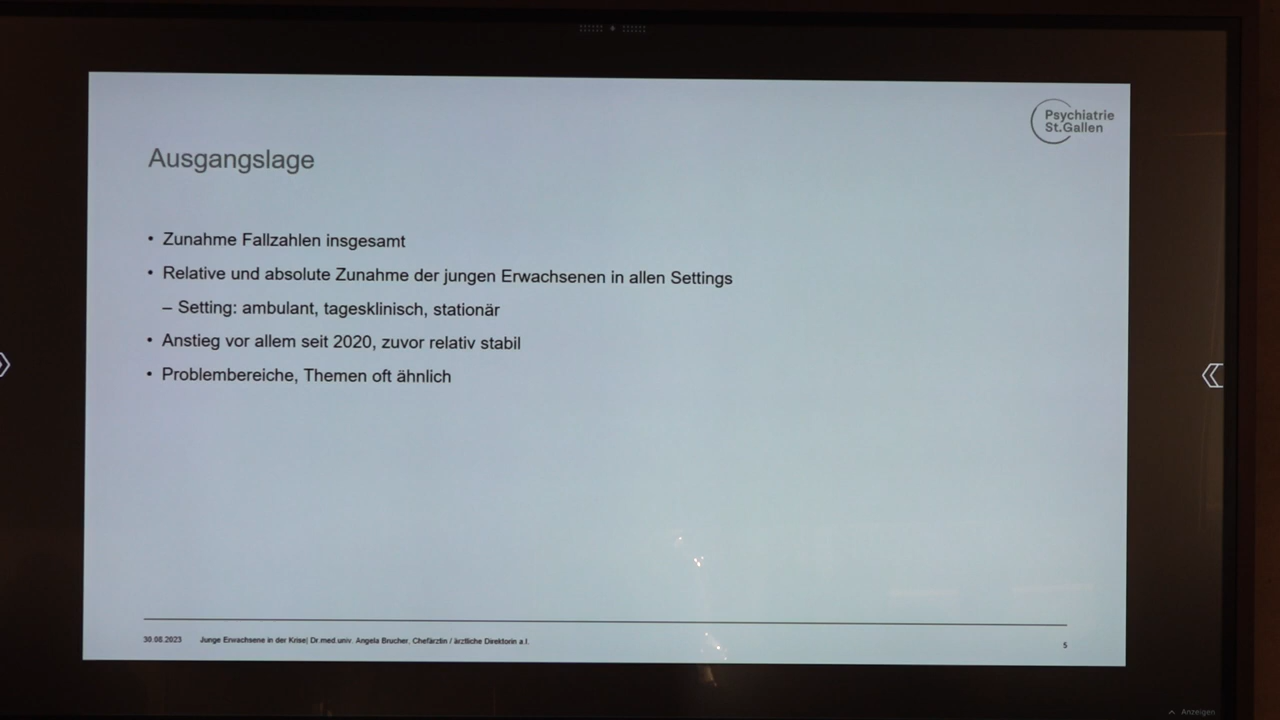 Psychiatrie
St.Gallen
Ausgangslage
• Zunahme Fallzahlen insgesamt
• Relative und absolute Zunahme der jungen Erwachsenen in allen Settings
– Setting: ambulant, tagesklinisch, stationär
• Anstieg vor allem seit 2020, zuvor relativ stabil
• Problembereiche, Themen oft ähnlich
30.08.2023 Junge Erwachsene in der Krise| Dr.med.univ. Angela Brucher, Chefärztin / ärztliche Direktorin a.I. 5
Anzeigen